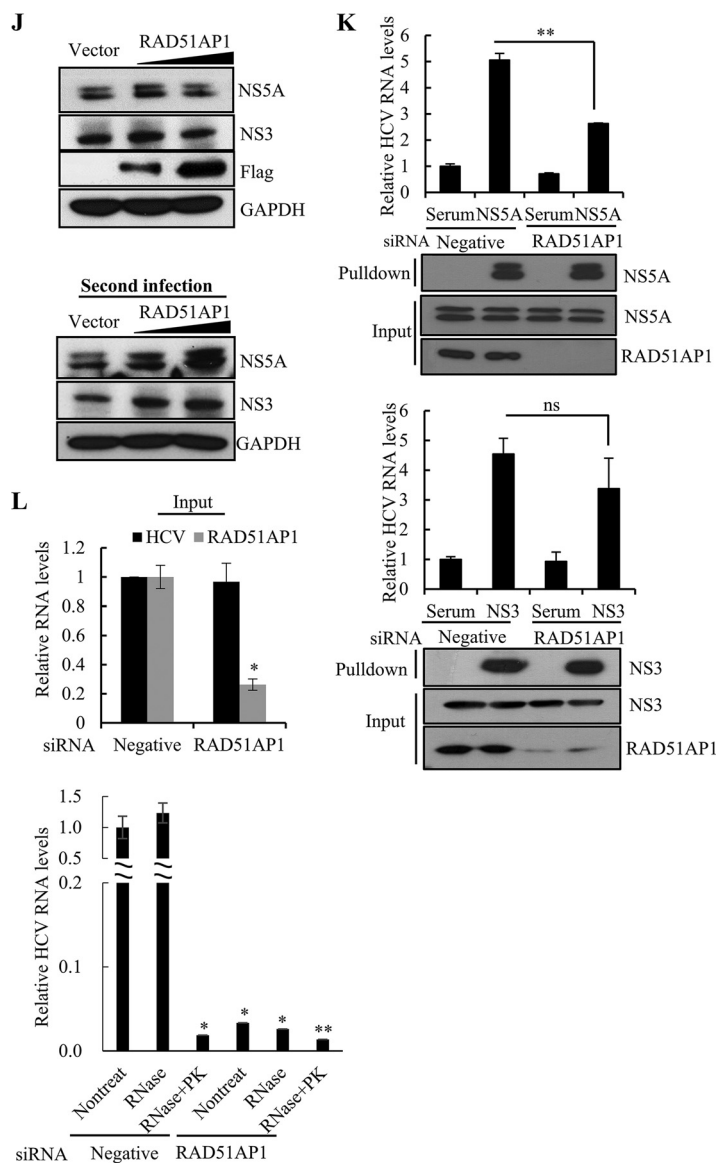 J
Vector RAD51AP1
NS5A
NS3
Flag
GAPDH
Second infection
Vector RAD51AP1
NS5A
NS3
GAPDH
K
Relative HCV RNA levels
6
5
4
3
2
1
0
**
Serum NS5A Serum NS5A
siRNA Negative RAD51AP1
Pulldown NS5A
Input NS5A
RAD51AP1
Relative HCV RNA levels
6
5
4
3
2
1
0
ns
Serum NS3 Serum NS3
siRNA Negative RAD51AP1
Pulldown NS3
Input NS3
RAD51AP1
L
Input
HCV RAD51AP1
Relative RNA levels
1.2
1
0.8
0.6
0.4
0.2
0
*
siRNA Negative RAD51AP1
Relative HCV RNA levels
1.5
1.0
0.5
0.2
0.1
0.0
* * * **
Nontreat RNase RNase+PK Nontreat RNase RNase+PK
siRNA Negative RAD51AP1